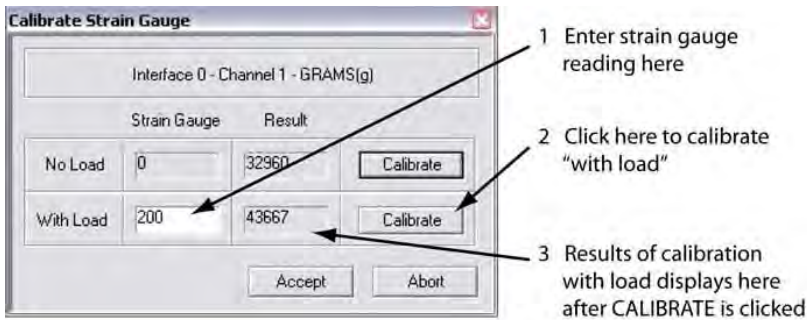 Calibrate Strain Gauge
Interface 0 - Channel 1 - GRAMS(g)
Strain Gauge Result
No Load 0 32960 Calibrate
With Load 200 43667 Calibrate
Accept Abort
1 Enter strain gauge
reading here
2 Click here to calibrate
"with load"
3 Results of calibration
with load displays here
after CALIBRATE is clicked